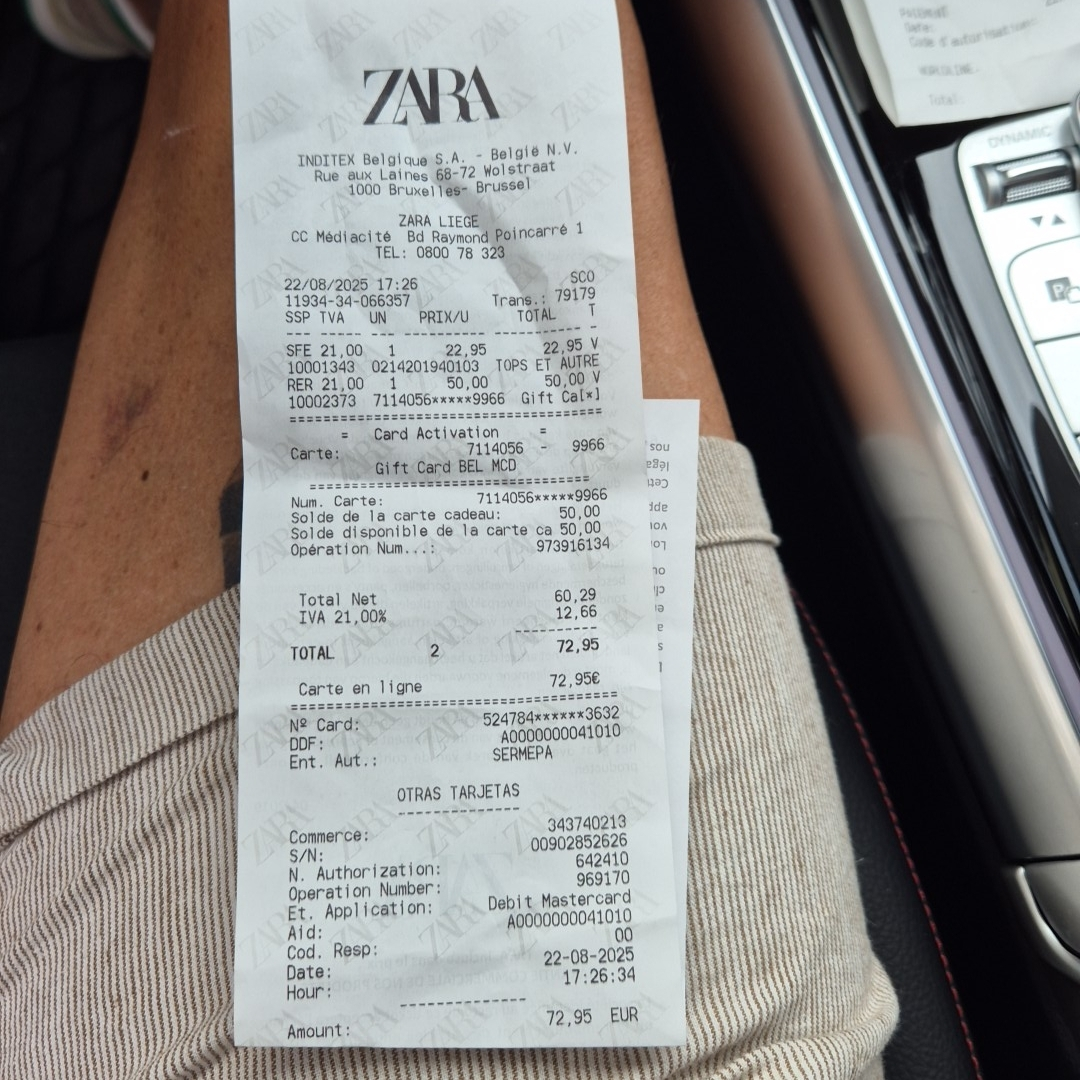 ZARA
INDITEX Belgique S.A. - België N.V.
Rue aux Laines 68-72 Wolstraat
1000 Bruxelles- Brussel
ZARA LIEGE
CC Médiacité Bd Raymond Poincarré 1
TEL: 0800 78 323
22/08/2025 17:26 SCO
11934-34-066357 Trans.: 79179
SSP TVA UN PRIX/U TOTAL T
SFE 21,00 1 22,95 22,95 V
10001343 0214201940103 TOPS ET AUTRE
RER 21,00 1 50,00 50,00 V
10002373 7114056*****9966 Gift Ca[*]
= Card Activation =
Carte: 7114056 - 9966
Gift Card BEL MCD
Num. Carte: 7114056*****9966
Solde de la carte cadeau: 50,00
Solde disponible de la carte ca 50,00
Opération Num...: 973916134
Total Net 60,29
IVA 21,00% 12,66
TOTAL 2 72,95
Carte en ligne 72,95€
Nº Card: 524784******3632
DDF: A0000000041010
Ent. Aut.: SERMEPA
OTRAS TARJETAS
Commerce: 343740213
S/N: 00902852626
N. Authorization: 642410
Operation Number: 969170
Et. Application: Debit Mastercard
Aid: A0000000041010
Cod. Resp: 00
Date: 22-08-2025
Hour: 17:26:34
Amount: 72,95 EUR
PAIEMENT
Date:
Code d'autorisation:
WORLDLINE
Total:
DYNAMIC